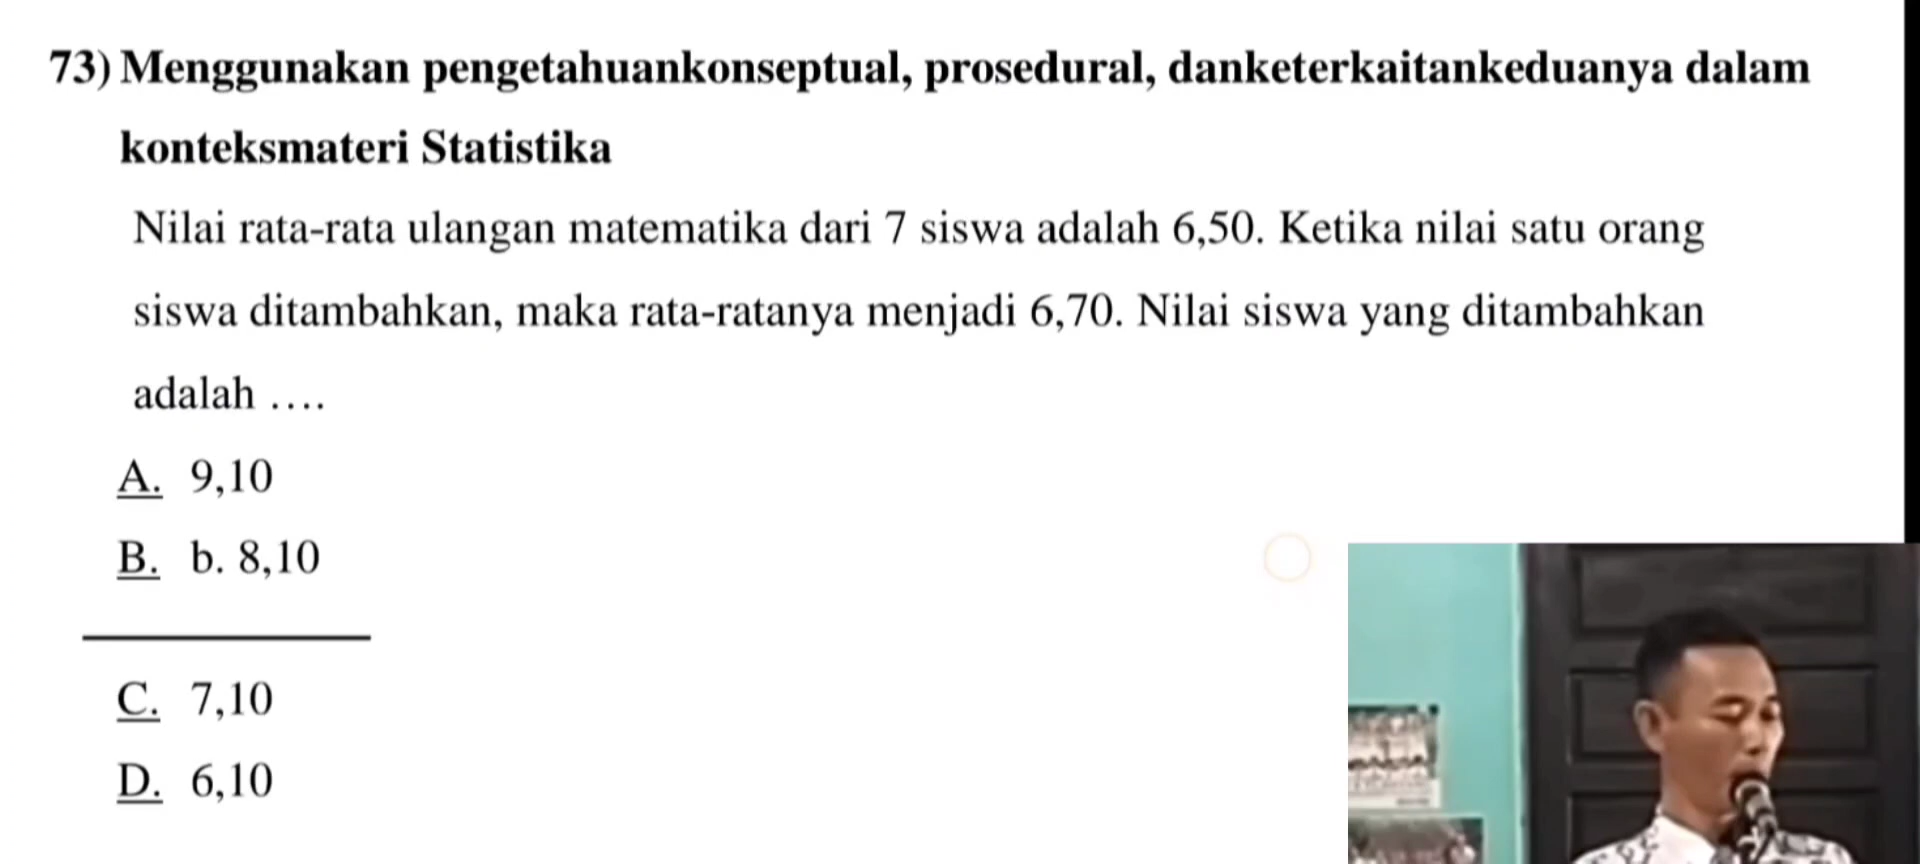 73) Menggunakan pengetahuankonseptual, prosedural, danketerkaitankeduanya dalam
konteksmateri Statistika
Nilai rata-rata ulangan matematika dari 7 siswa adalah 6,50. Ketika nilai satu orang
siswa ditambahkan, maka rata-ratanya menjadi 6,70. Nilai siswa yang ditambahkan
adalah ….
A. 9,10
B. b. 8,10
C. 7,10
D. 6,10